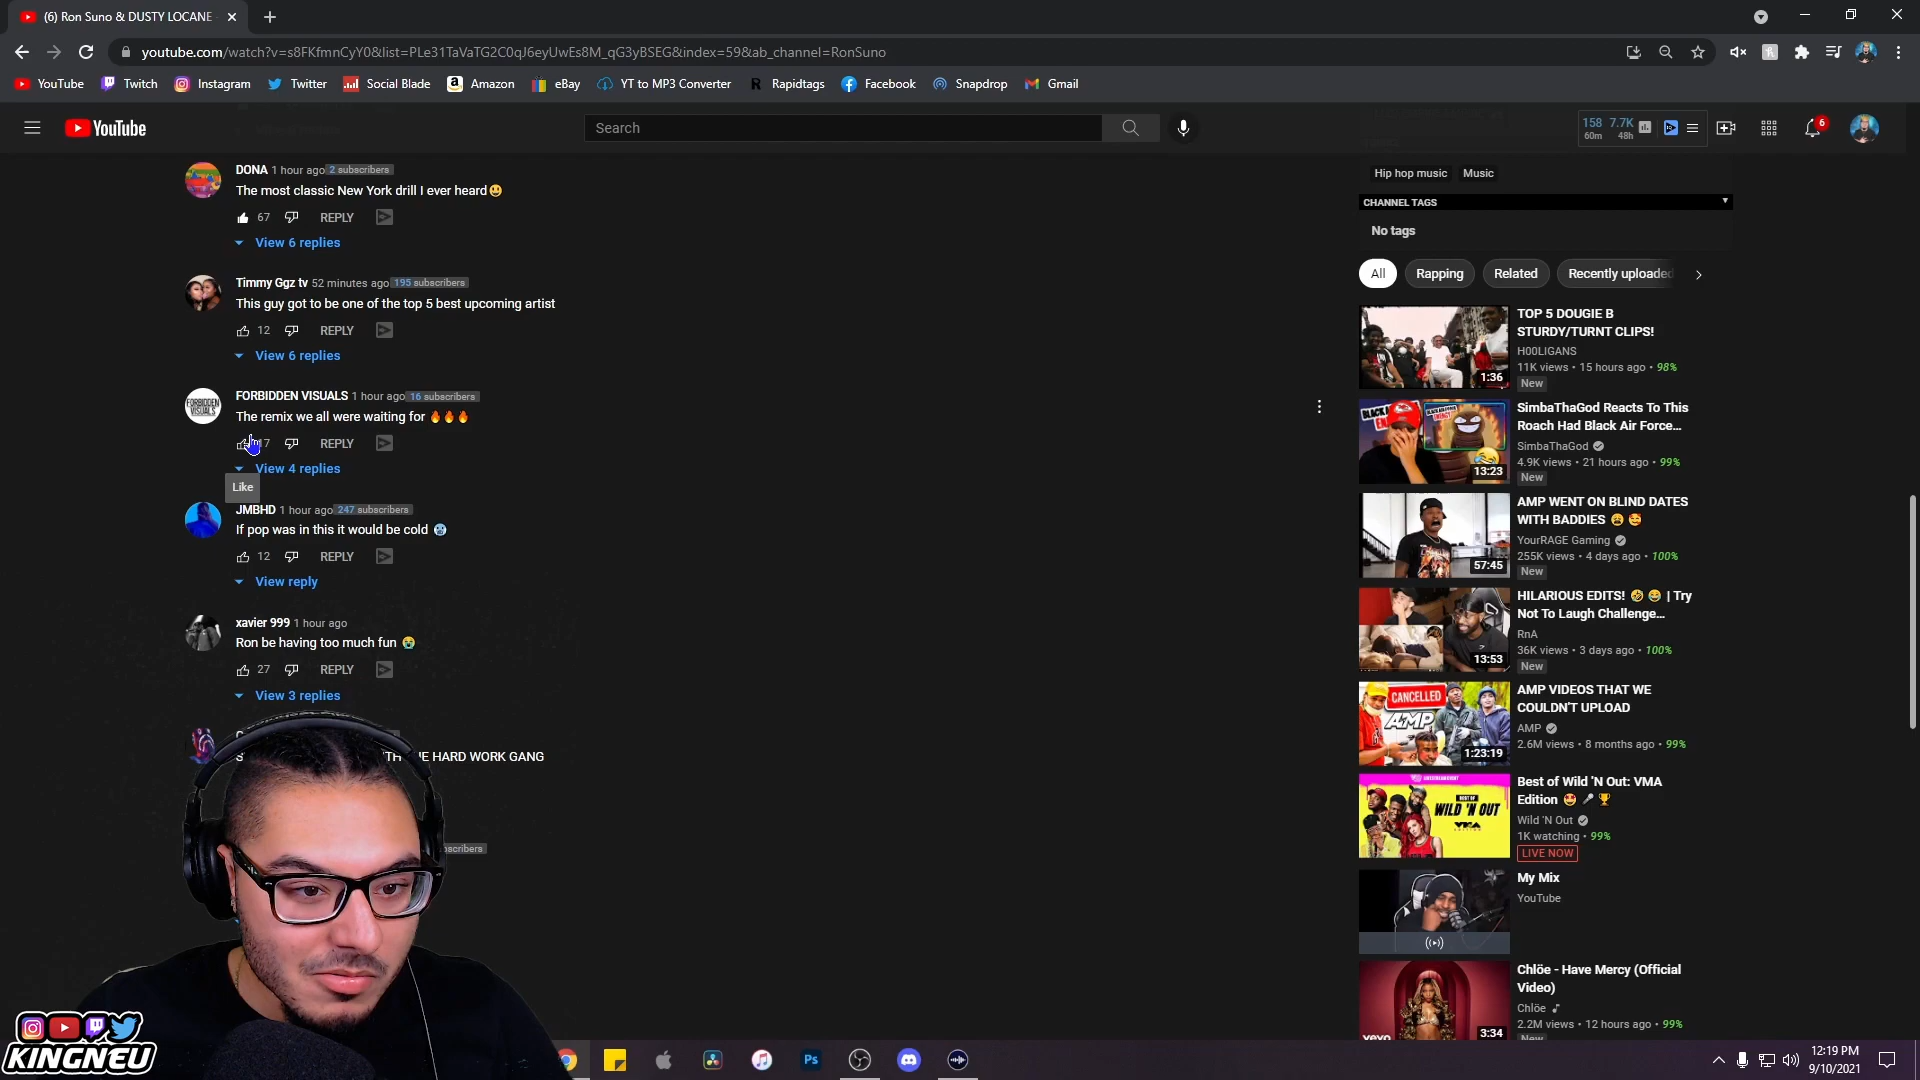 (6) Ron Suno & DUSTY LOCANE
youtube.com/watch?v=s8FKfmnCyY0&list=PLe31TaVaTG2C0qJ6eyUwEs8M_qG3yBSEG&index=59&ab_channel=RonSuno
YouTube Twitch Instagram Twitter Social Blade Amazon eBay YT to MP3 Converter Rapidtags Facebook Snapdrop Gmail
YouTube
Search
158 7.7K
60m 48h
6
DONA 1 hour ago 2 subscribers
The most classic New York drill I ever heard😃
67 REPLY
View 6 replies
Timmy Ggz tv 52 minutes ago 195 subscribers
This guy got to be one of the top 5 best upcoming artist
12 REPLY
View 6 replies
FORBIDDEN VISUALS 1 hour ago 16 subscribers
The remix we all were waiting for 🔥🔥🔥
REPLY
View 4 replies
Like
JMBHD 1 hour ago 247 subscribers
If pop was in this it would be cold 🥶
12 REPLY
View reply
xavier 999 1 hour ago
Ron be having too much fun 😭
27 REPLY
View 3 replies
HARD WORK GANG
Hip hop music Music
CHANNEL TAGS
No tags
All Rapping Related Recently uploaded
TOP 5 DOUGIE B
STURDY/TURNT CLIPS!
H00LIGANS
11K views • 15 hours ago • 98%
New
1:36
SimbaThaGod Reacts To This
Roach Had Black Air Force...
SimbaThaGod
4.9K views • 21 hours ago • 99%
New
13:23
AMP WENT ON BLIND DATES
WITH BADDIES 😩 🥰
YourRAGE Gaming
255K views • 4 days ago • 100%
New
57:45
HILARIOUS EDITS! 🤣 😂 | Try
Not To Laugh Challenge...
RnA
36K views • 3 days ago • 100%
New
13:53
AMP VIDEOS THAT WE
COULDN'T UPLOAD
AMP
2.6M views • 8 months ago • 99%
CANCELLED
AMP
1:23:19
Best of Wild 'N Out: VMA
Edition 🤩 🎤 🏆
Wild 'N Out
1K watching • 99%
LIVE NOW
WILD 'N OUT
My Mix
YouTube
Chlöe - Have Mercy (Official
Video)
Chlöe
2.2M views • 12 hours ago • 99%
3:34
KINGNEU
Ps
12:19 PM
9/10/2021